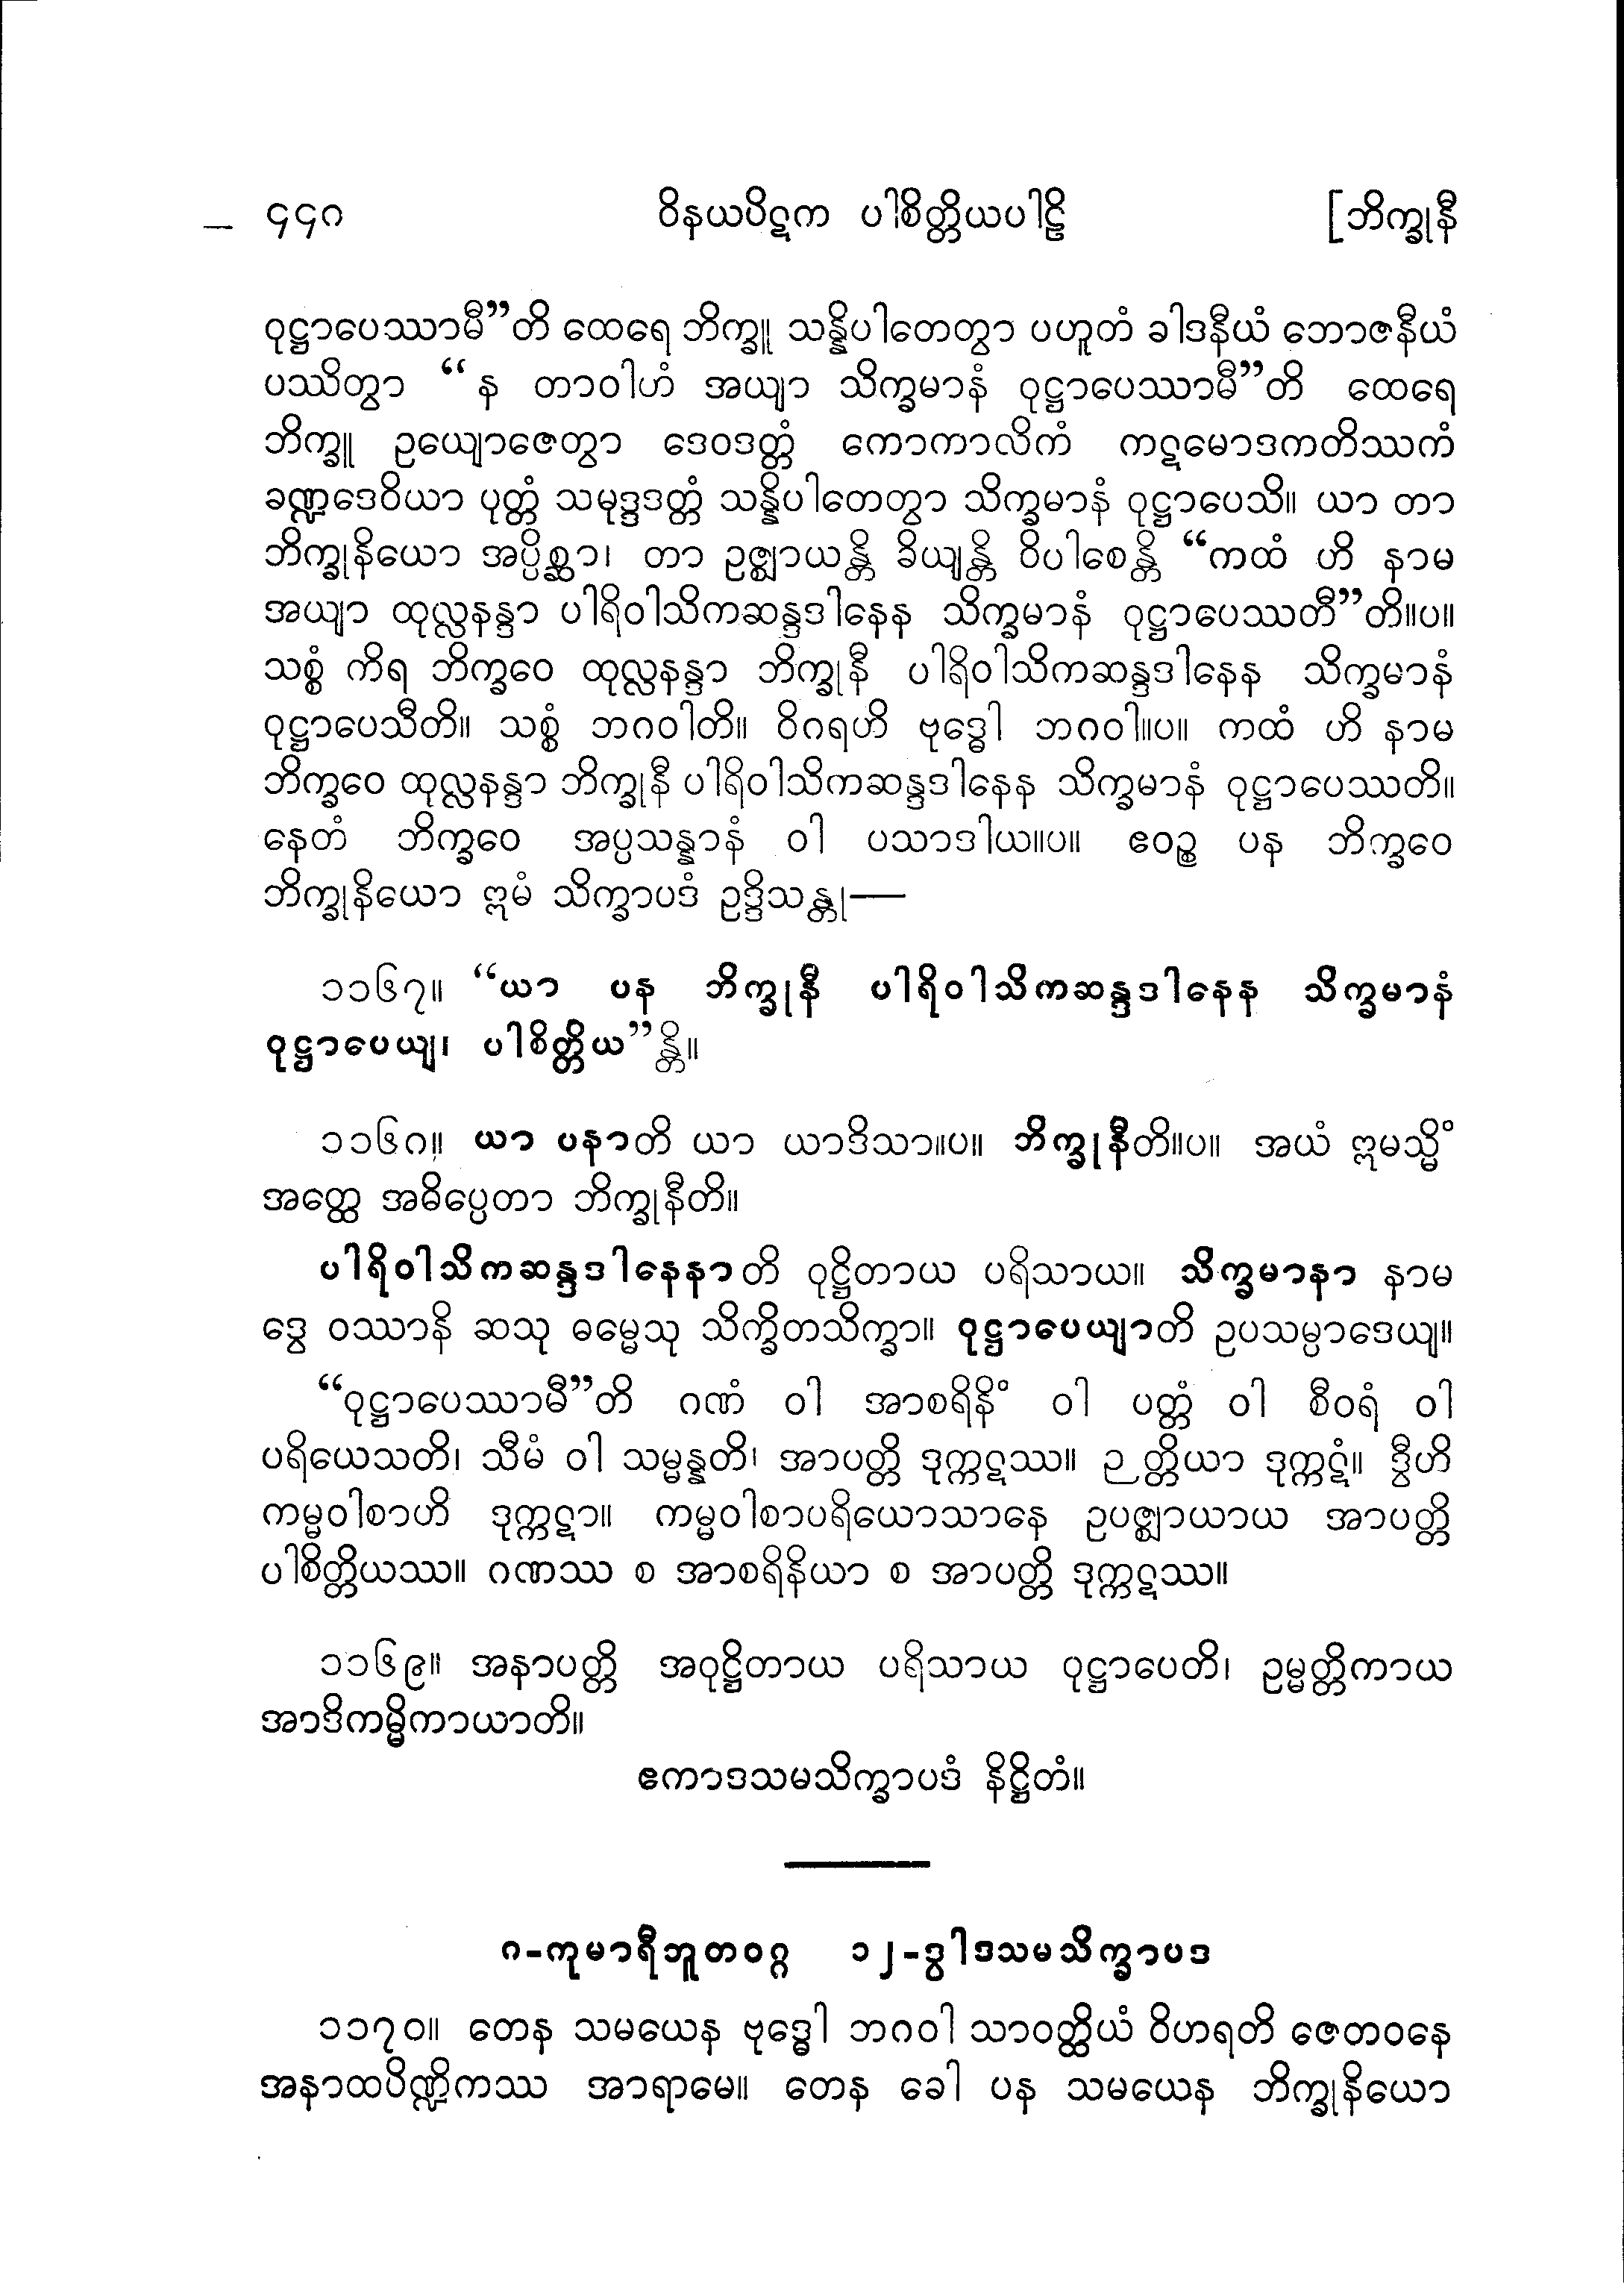 ၄၄၈ ဝိနယပိဋက ပါစိတ္တိယပါဠိ [ဘိက္ခုနီ
ဝုဋ္ဌာပေဿာမီ”တိ ထေရေ ဘိက္ခူ သန္နိပါတေတွာ ပဟူတံ ခါဒနီယံ ဘောဇနီယံ
ပဿိတွာ “န တာဝါဟံ အယျာ သိက္ခမာနံ ဝုဋ္ဌာပေဿာမီ”တိ ထေရေ
ဘိက္ခူ ဥယျောဇေတွာ ဒေဝဒတ္တံ ကောကာလိကံ ကဋမောဒကတိဿကံ
ခဏ္ဍဒေဝိယာ ပုတ္တံ သမုဒ္ဒဒတ္တံ သန္နိပါတေတွာ သိက္ခမာနံ ဝုဋ္ဌာပေသိ။ ယာ တာ
ဘိက္ခုနိယော အပ္ပိစ္ဆာ၊ တာ ဥဇ္ဈာယန္တိ ခိယျန္တိ ဝိပါစေန္တိ “ကထံ ဟိ နာမ
အယျာ ထုလ္လနန္ဒာ ပါရိဝါသိကဆန္ဒဒါနေန သိက္ခမာနံ ဝုဋ္ဌာပေဿတီ”တိ။ပ။
သစ္စံ ကိရ ဘိက္ခဝေ ထုလ္လနန္ဒာ ဘိက္ခုနီ ပါရိဝါသိကဆန္ဒဒါနေန သိက္ခမာနံ
ဝုဋ္ဌာပေသီတိ။ သစ္စံ ဘဂဝါတိ။ ဝိဂရဟိ ဗုဒ္ဓေါ ဘဂဝါ။ပ။ ကထံ ဟိ နာမ
ဘိက္ခဝေ ထုလ္လနန္ဒာ ဘိက္ခုနီ ပါရိဝါသိကဆန္ဒဒါနေန သိက္ခမာနံ ဝုဋ္ဌာပေဿတိ။
နေတံ ဘိက္ခဝေ အပ္ပသန္နာနံ ဝါ ပသာဒါယ။ပ။ ဧဝဉ္စ ပန ဘိက္ခဝေ
ဘိက္ခုနိယော ဣမံ သိက္ခာပဒံ ဥဒ္ဒိသန္တု—
၁၁၆၇။ “ယာ ပန ဘိက္ခုနီ ပါရိဝါသိကဆန္ဒဒါနေန သိက္ခမာနံ
ဝုဋ္ဌာပေယျ၊ ပါစိတ္တိယ”န္တိ။
၁၁၆၈။ ယာ ပနာတိ ယာ ယာဒိသာ။ပ။ ဘိက္ခုနီတိ။ပ။ အယံ ဣမသ္မိံ
အတ္ထေ အဓိပ္ပေတာ ဘိက္ခုနီတိ။
ပါရိဝါသိကဆန္ဒဒါနေနာတိ ဝုဋ္ဌိတာယ ပရိသာယ။ သိက္ခမာနာ နာမ
ဒွေ ဝဿာနိ ဆသု ဓမ္မေသု သိက္ခိတသိက္ခာ။ ဝုဋ္ဌာပေယျာတိ ဥပသမ္ပာဒေယျ။
“ဝုဋ္ဌာပေဿာမီ”တိ ဂဏံ ဝါ အာစရိနိံ ဝါ ပတ္တံ ဝါ စီဝရံ ဝါ
ပရိယေသတိ၊ သီမံ ဝါ သမ္မန္နတိ၊ အာပတ္တိ ဒုက္ကဋဿ။ ဉတ္တိယာ ဒုက္ကဋံ။ ဒွီဟိ
ကမ္မဝါစာဟိ ဒုက္ကဋာ။ ကမ္မဝါစာပရိယောသာနေ ဥပဇ္ဈာယာယ အာပတ္တိ
ပါစိတ္တိယဿ။ ဂဏဿ စ အာစရိနိယာ စ အာပတ္တိ ဒုက္ကဋဿ။
၁၁၆၉။ အနာပတ္တိ အဝုဋ္ဌိတာယ ပရိသာယ ဝုဋ္ဌာပေတိ၊ ဥမ္မတ္တိကာယ
အာဒိကမ္မိကာယာတိ။
ဧကာဒသမသိက္ခာပဒံ နိဋ္ဌိတံ။
၈-ကုမာရီဘူတဝဂ္ဂ ၁၂-ဒွါဒသမသိက္ခာပဒ
၁၁၇၀။ တေန သမယေန ဗုဒ္ဓေါ ဘဂဝါ သာဝတ္ထိယံ ဝိဟရတိ ဇေတဝနေ
အနာထပိဏ္ဍိကဿ အာရာမေ။ တေန ခေါ ပန သမယေန ဘိက္ခုနိယော